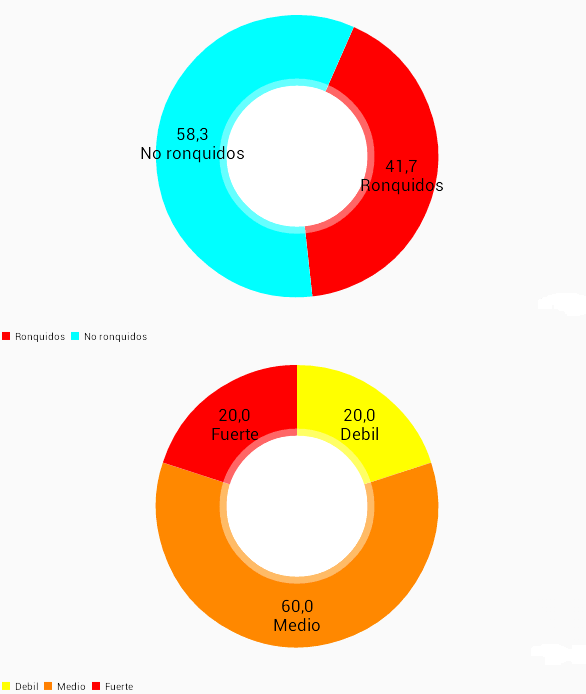 58,3
No ronquidos
41,7
Ronquidos
Ronquidos No ronquidos
20,0
Fuerte
20,0
Debil
60,0
Medio
Debil Medio Fuerte